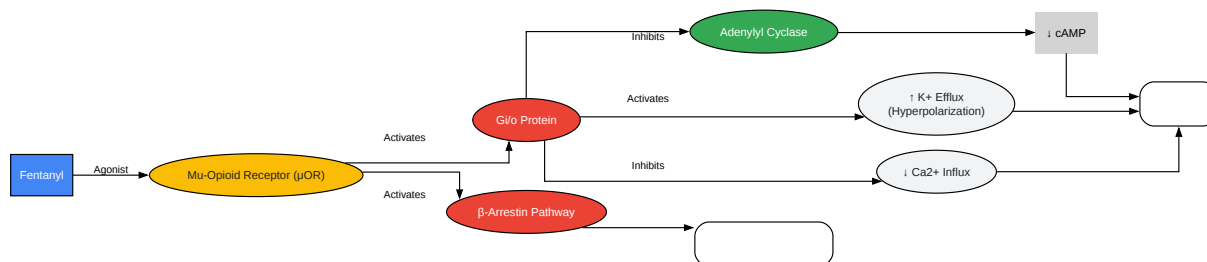 Fentanyl
Agonist
Mu-Opioid Receptor (μOR)
Activates
Activates
Gi/o Protein
β-Arrestin Pathway
Inhibits
Activates
Inhibits
Adenylyl Cyclase
↑ K+ Efflux
(Hyperpolarization)
↓ Ca2+ Influx
↓ cAMP